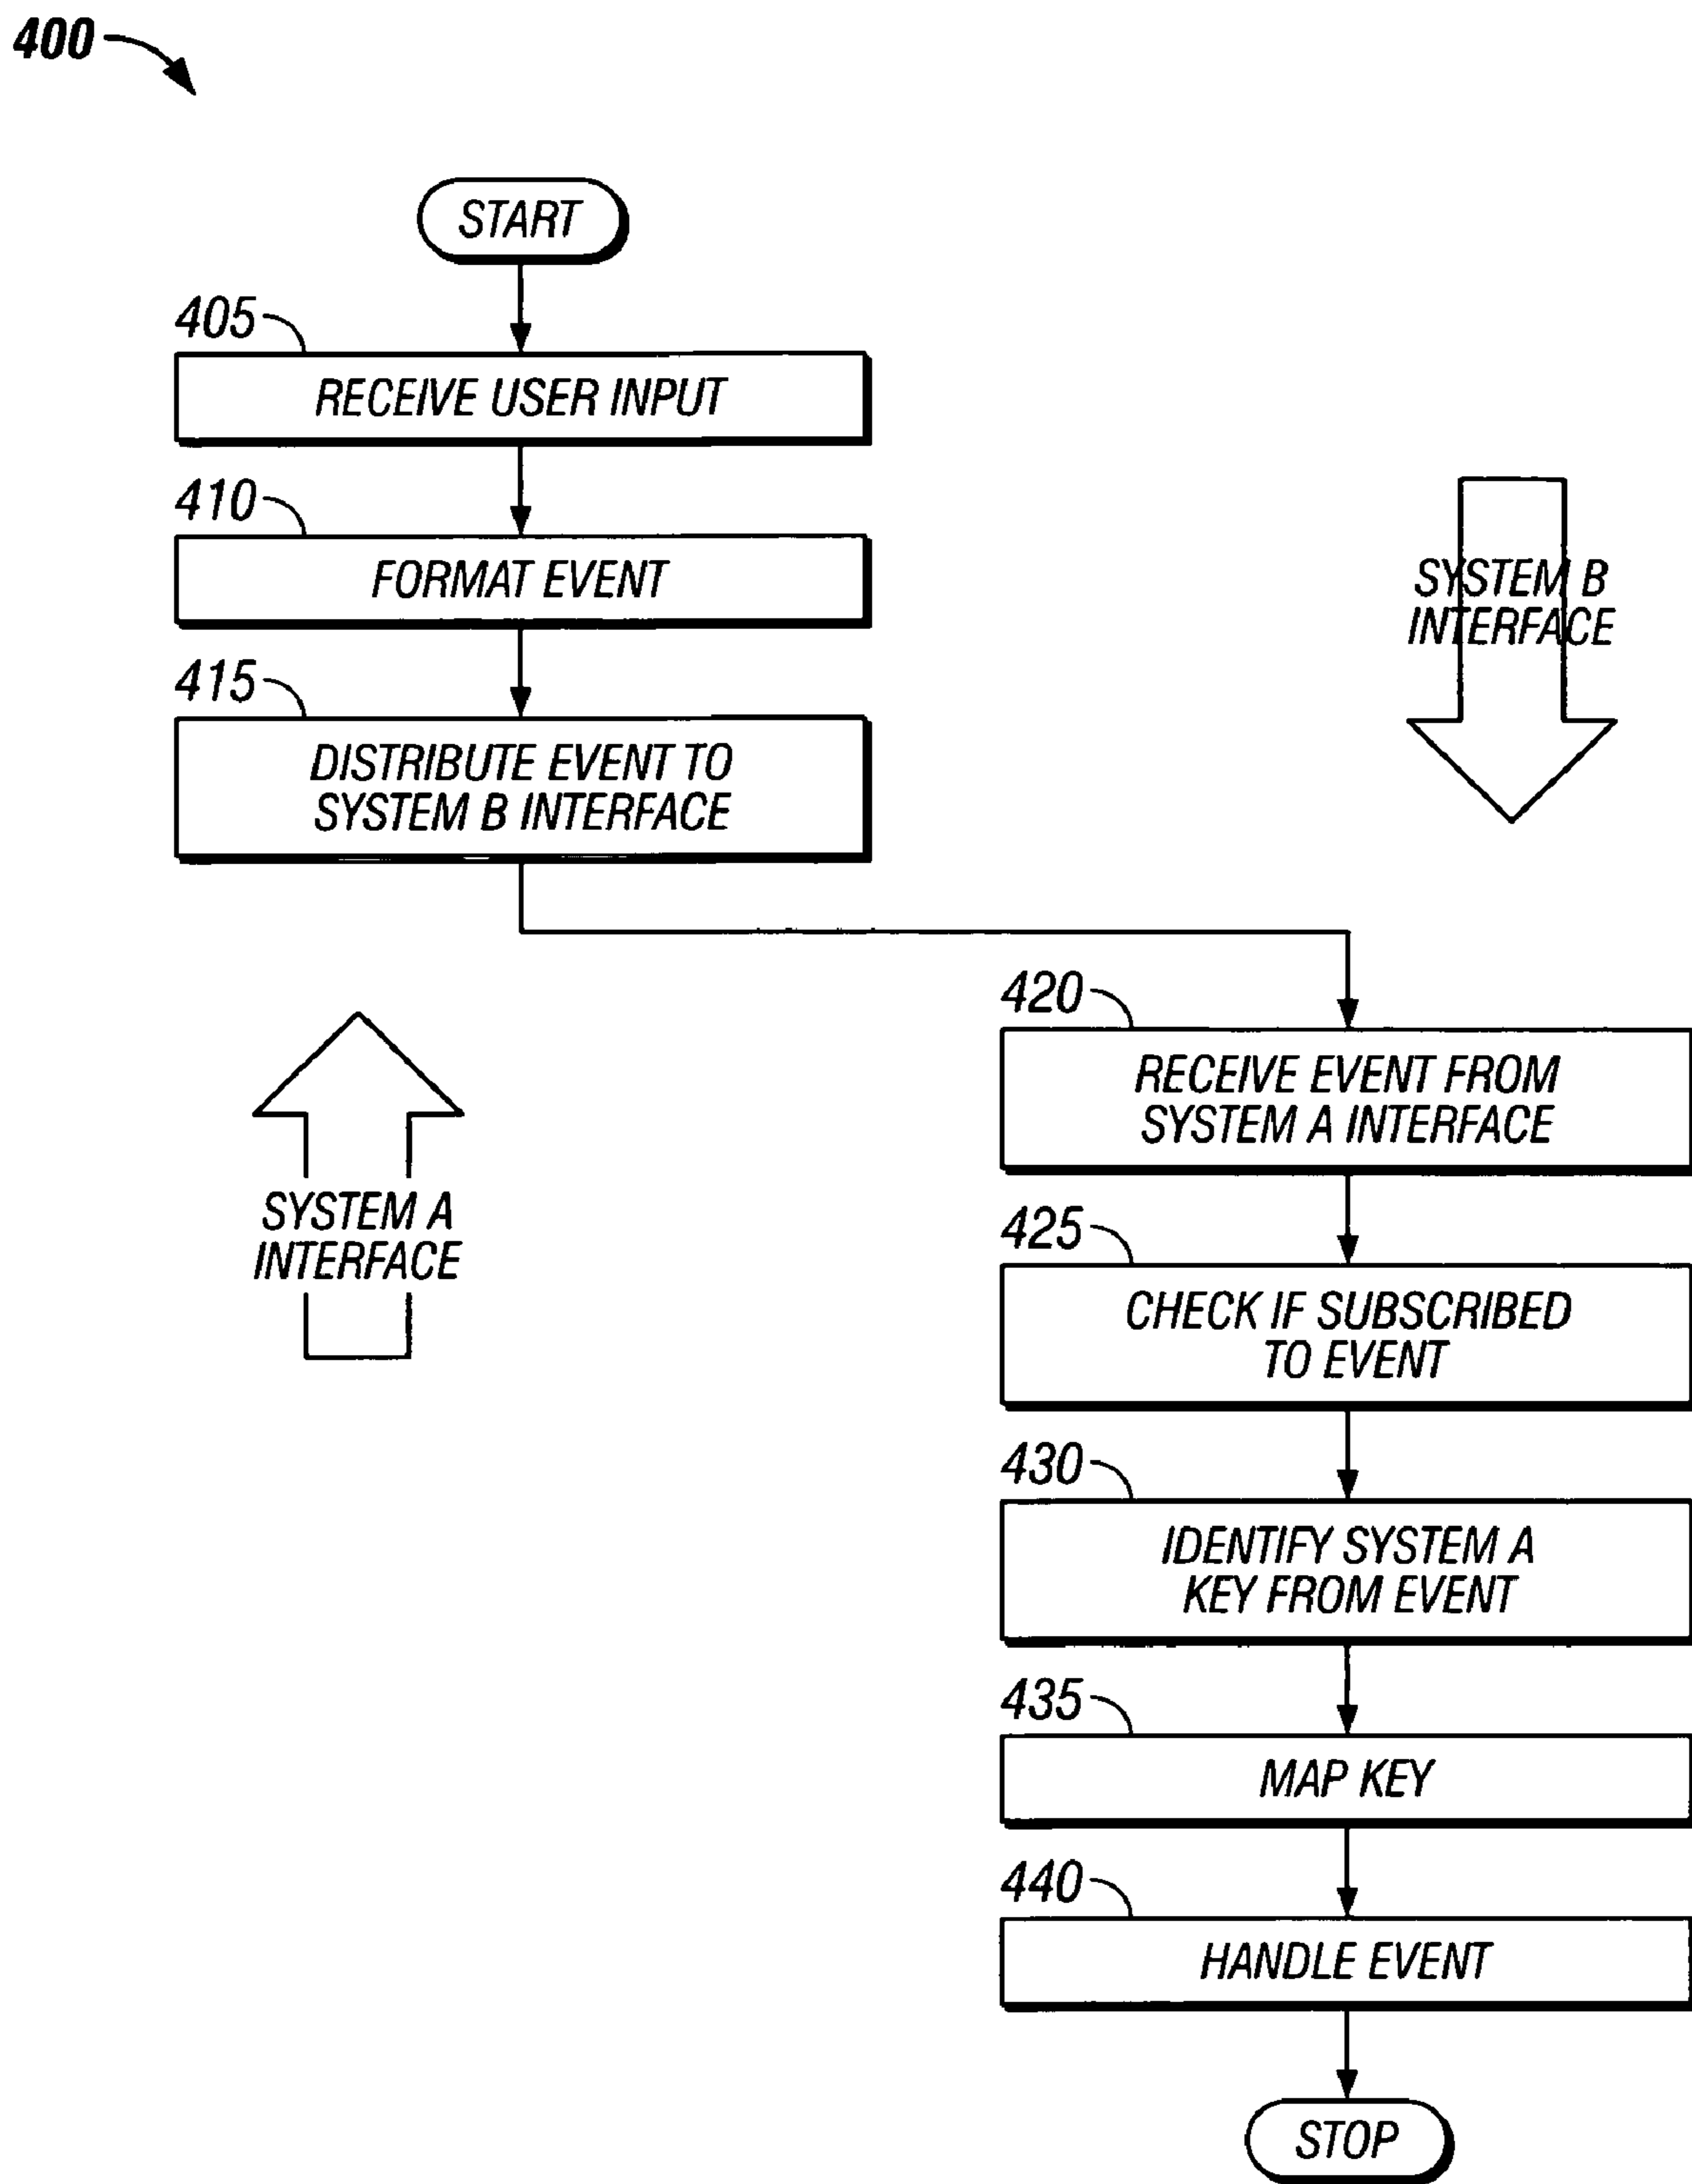 400
START
405
RECEIVE USER INPUT
410
FORMAT EVENT
415
DISTRIBUTE EVENT TO
SYSTEM B INTERFACE
SYSTEM B
INTERFACE
SYSTEM A
INTERFACE
420
RECEIVE EVENT FROM
SYSTEM A INTERFACE
425
CHECK IF SUBSCRIBED
TO EVENT
430
IDENTIFY SYSTEM A
KEY FROM EVENT
435
MAP KEY
440
HANDLE EVENT
STOP